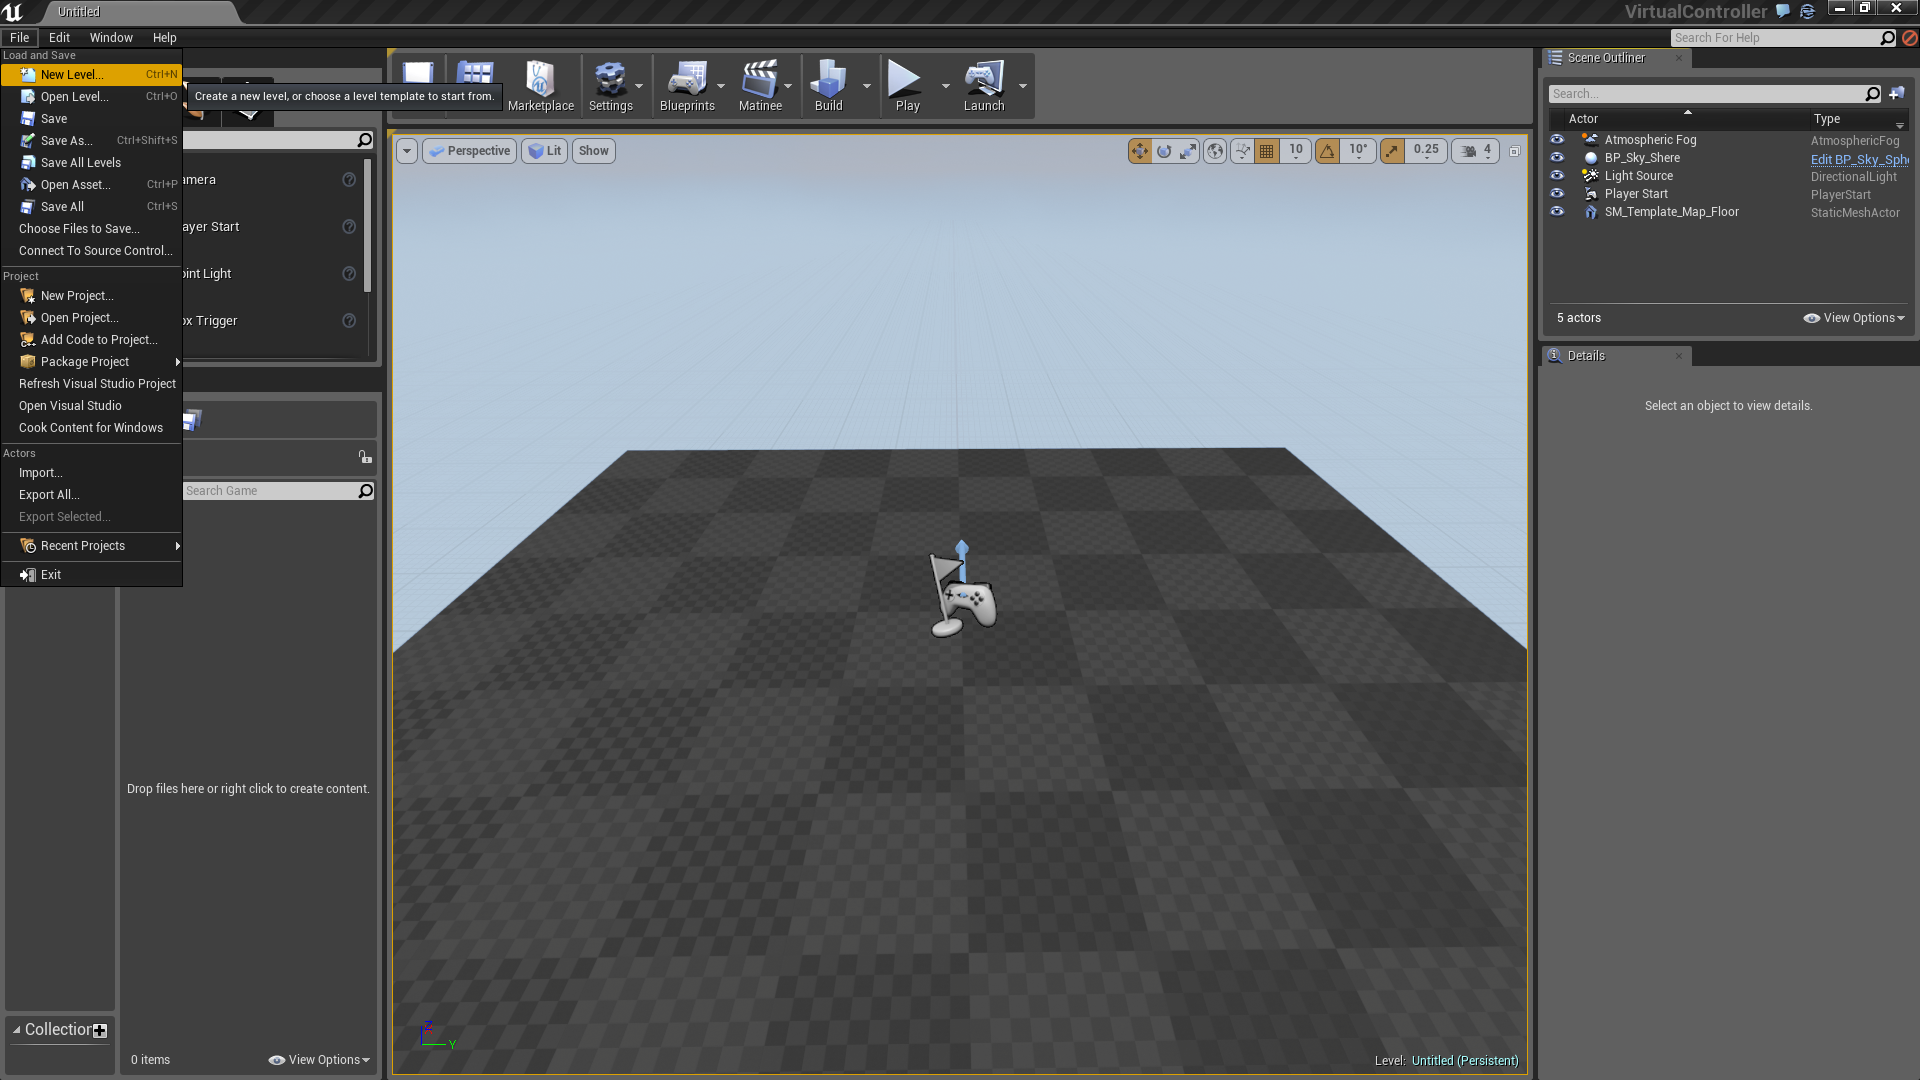 Untitled
VirtualController
File Edit Window Help
Search For Help
Load and Save
New Level... Ctrl+N
Open Level... Ctrl+O
Save
Save As... Ctrl+Shift+S
Save All Levels
Open Asset... Ctrl+P
Save All Ctrl+S
Choose Files to Save...
Connect To Source Control...
Project
New Project...
Open Project...
Add Code to Project...
Package Project
Refresh Visual Studio Project
Open Visual Studio
Cook Content for Windows
Actors
Import...
Export All...
Export Selected...
Recent Projects
Exit
Create a new level, or choose a level template to start from.
amera
ayer Start
oint Light
ox Trigger
Search Game
Drop files here or right click to create content.
Collection
0 items
View Options
Marketplace
Settings
Blueprints
Matinee
Build
Play
Launch
Perspective
Lit
Show
10
10°
0.25
4
Z
Y
Level: Untitled (Persistent)
Scene Outliner
Search...
Actor Type
Atmospheric Fog AtmosphericFog
BP_Sky_Shere Edit BP_Sky_Sph
Light Source DirectionalLight
Player Start PlayerStart
SM_Template_Map_Floor StaticMeshActor
5 actors
View Options
Details
Select an object to view details.